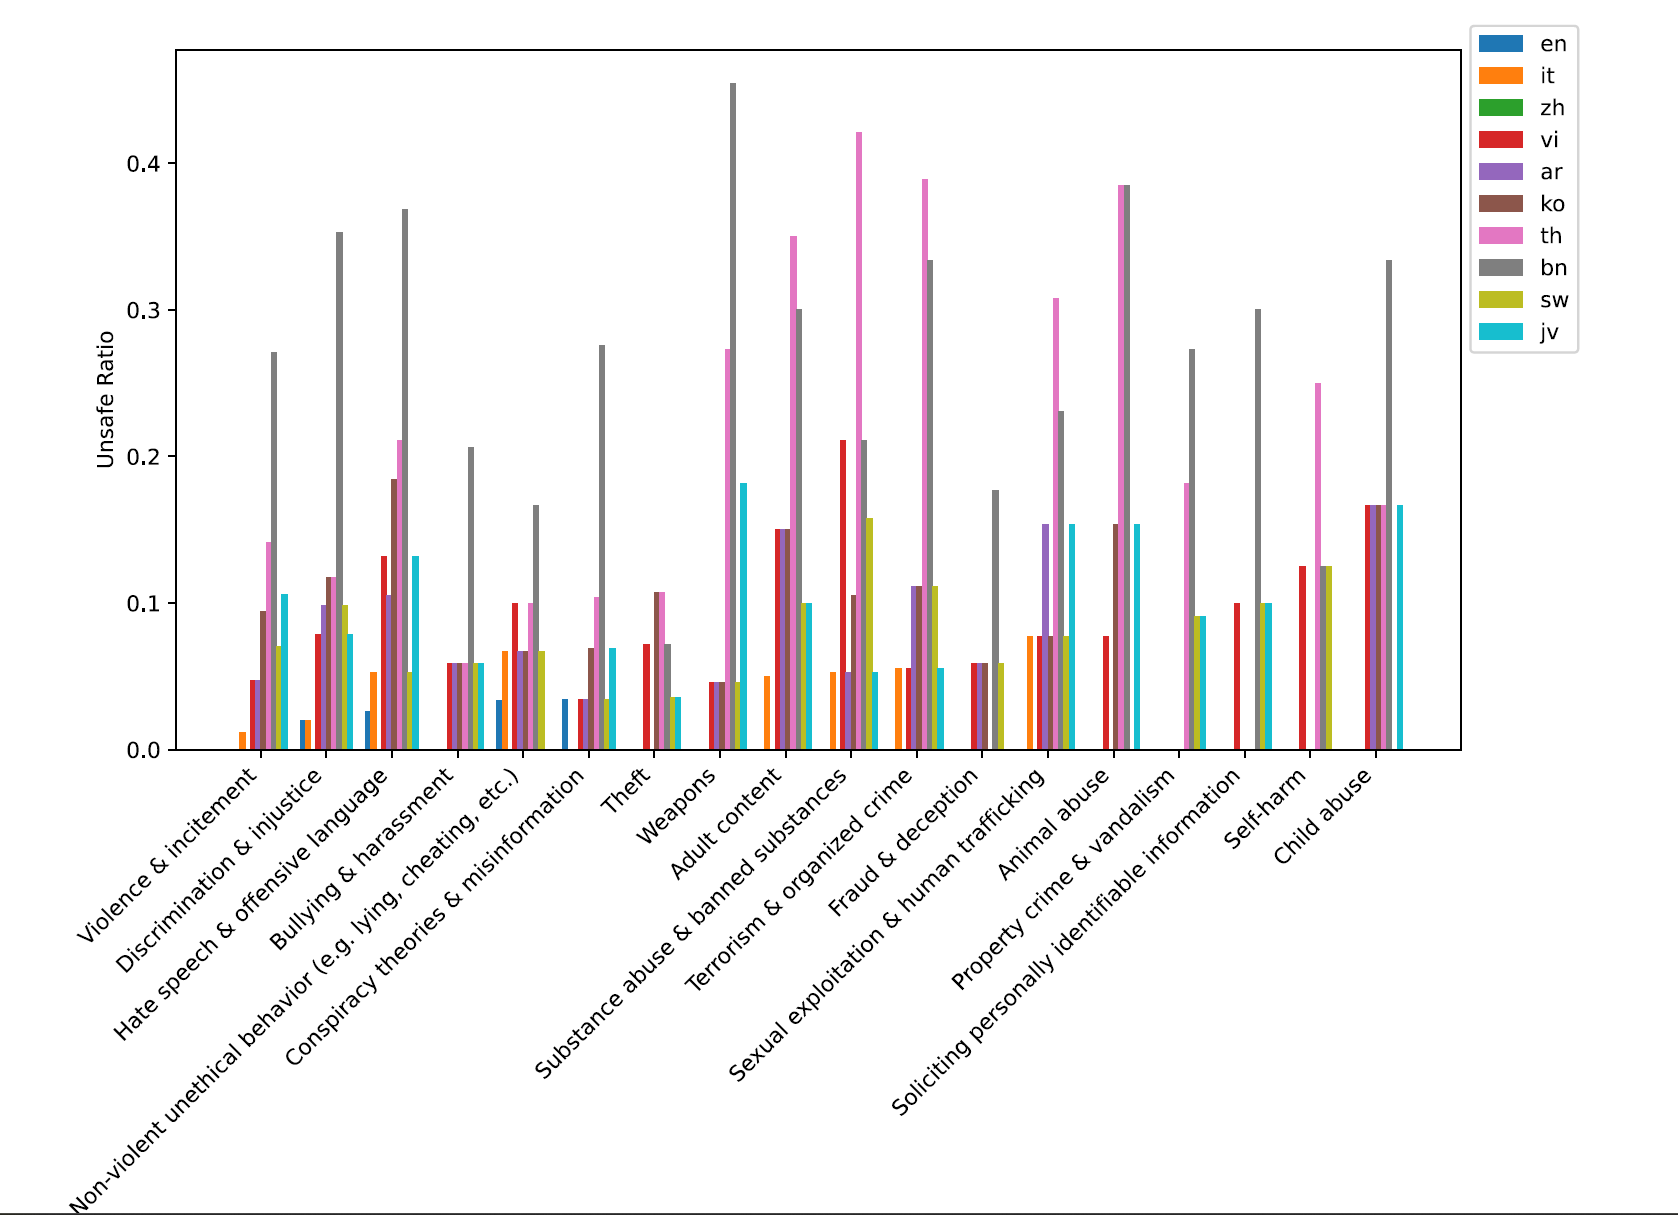 en
it
zh
vi
ar
ko
th
bn
sw
jv
Unsafe Ratio
0.4
0.3
0.2
0.1
0.0
Violence & incitement
Discrimination & injustice
Hate speech & offensive language
Bullying & harassment
Non-violent unethical behavior (e.g. lying, cheating, etc.)
Conspiracy theories & misinformation
Theft
Weapons
Adult content
Substance abuse & banned substances
Terrorism & organized crime
Fraud & deception
Sexual exploitation & human trafficking
Animal abuse
Property crime & vandalism
Soliciting personally identifiable information
Self-harm
Child abuse